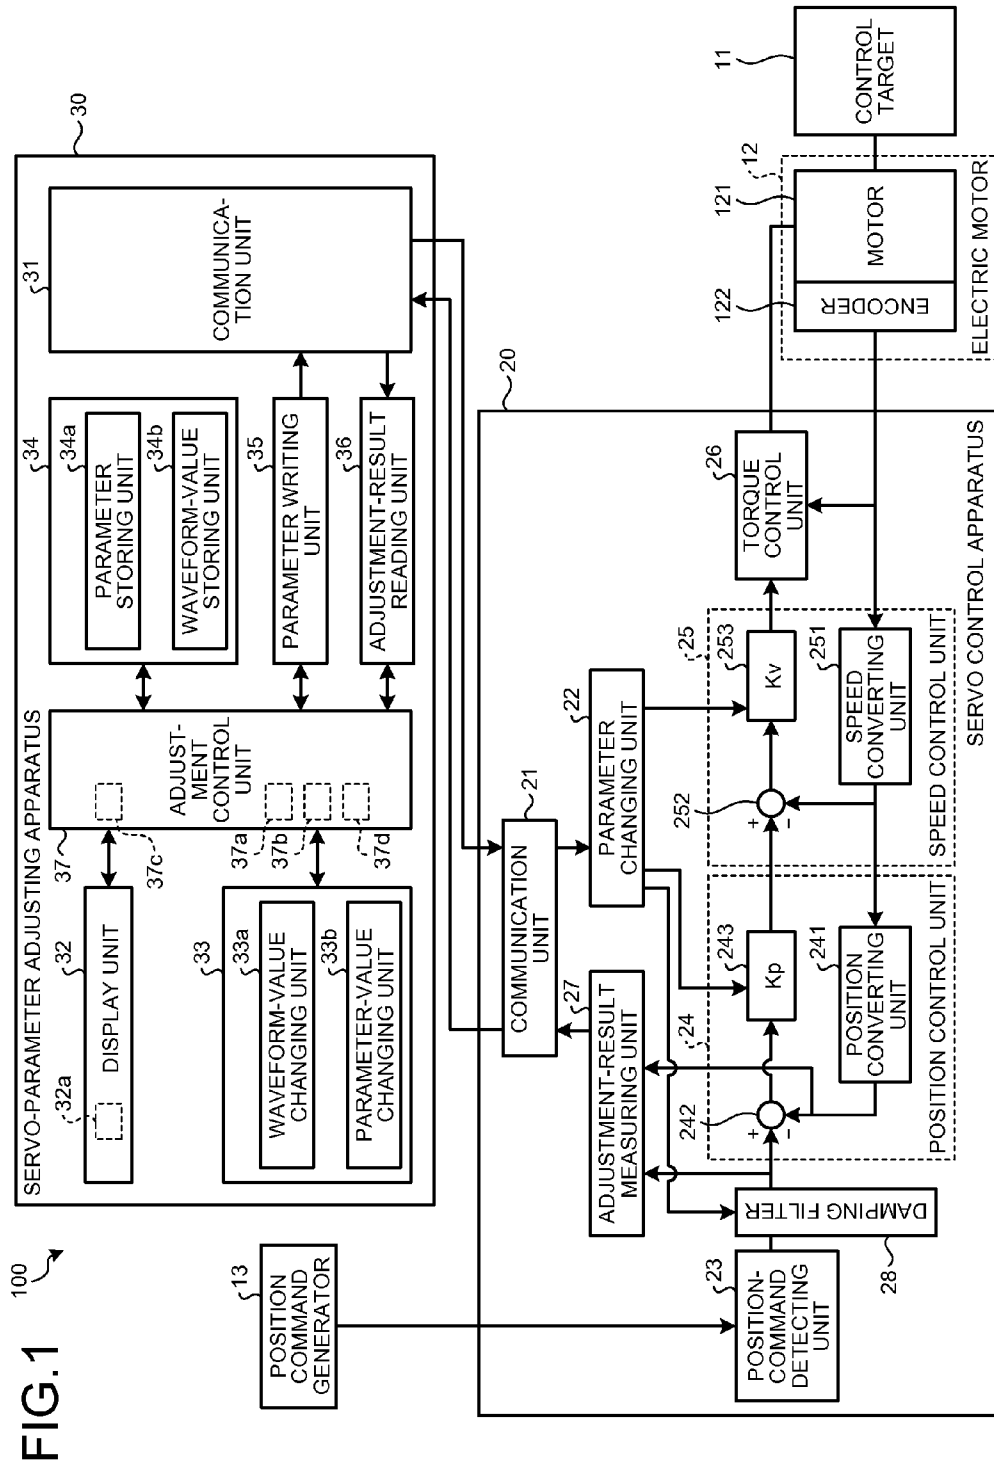 FIG.1
100
SERVO-PARAMETER ADJUSTING APPARATUS
30
32
32a
DISPLAY UNIT
33
33a
WAVEFORM-VALUE
CHANGING UNIT
33b
PARAMETER-VALUE
CHANGING UNIT
37
37c
ADJUST-
MENT
CONTROL
UNIT
37a
37b
37d
34
34a
PARAMETER
STORING UNIT
34b
WAVEFORM-VALUE
STORING UNIT
35
PARAMETER WRITING
UNIT
36
ADJUSTMENT-RESULT
READING UNIT
31
COMMUNICA-
TION UNIT
13
POSITION
COMMAND
GENERATOR
20
21
COMMUNICATION
UNIT
27
ADJUSTMENT-RESULT
MEASURING UNIT
22
PARAMETER
CHANGING UNIT
23
POSITION-
COMMAND
DETECTING
UNIT
28
DAMPING FILTER
24
242
+
−
243
Kp
241
POSITION
CONVERTING
UNIT
POSITION CONTROL UNIT
25
252
+
−
253
Kv
251
SPEED
CONVERTING
UNIT
SPEED CONTROL UNIT
26
TORQUE
CONTROL
UNIT
SERVO CONTROL APPARATUS
12
122
ENCODER
121
MOTOR
ELECTRIC MOTOR
11
CONTROL
TARGET